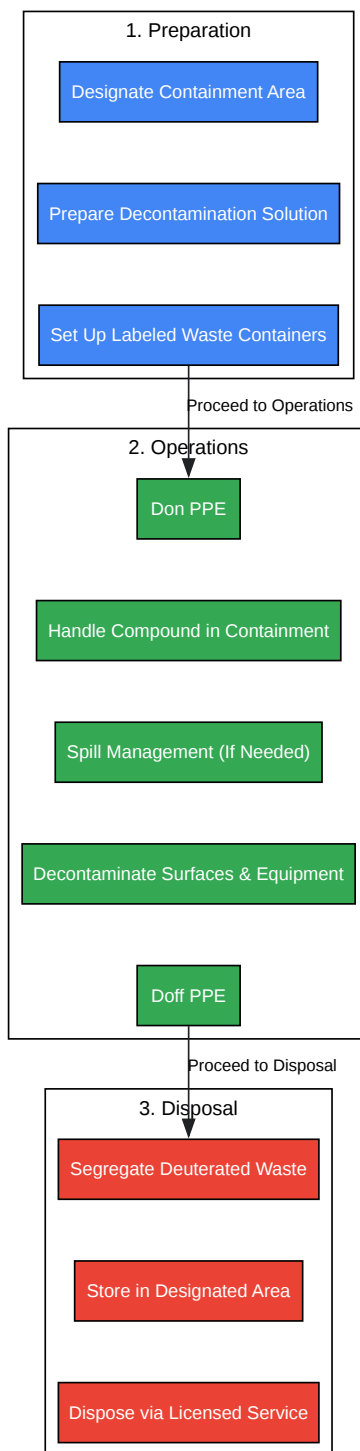 1. Preparation
Designate Containment Area
Prepare Decontamination Solution
Set Up Labeled Waste Containers
Proceed to Operations
2. Operations
Don PPE
Handle Compound in Containment
Spill Management (If Needed)
Decontaminate Surfaces & Equipment
Doff PPE
Proceed to Disposal
3. Disposal
Segregate Deuterated Waste
Store in Designated Area
Dispose via Licensed Service